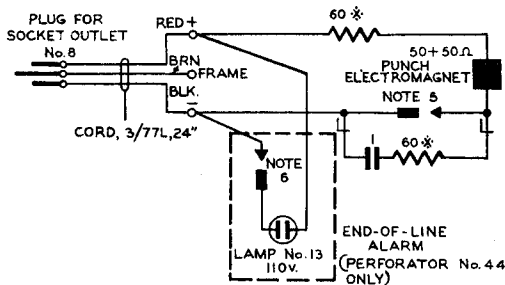 PLUG FOR
SOCKET OUTLET
No. 8
RED +
BRN
FRAME
BLK.
–
CORD, 3/77L, 24"
60 ※
50+50Ω
PUNCH
ELECTROMAGNET
NOTE 5
1
60 ※
NOTE
6
LAMP No. 13
110V.
END-OF-LINE
ALARM
(PERFORATOR No. 44
ONLY)